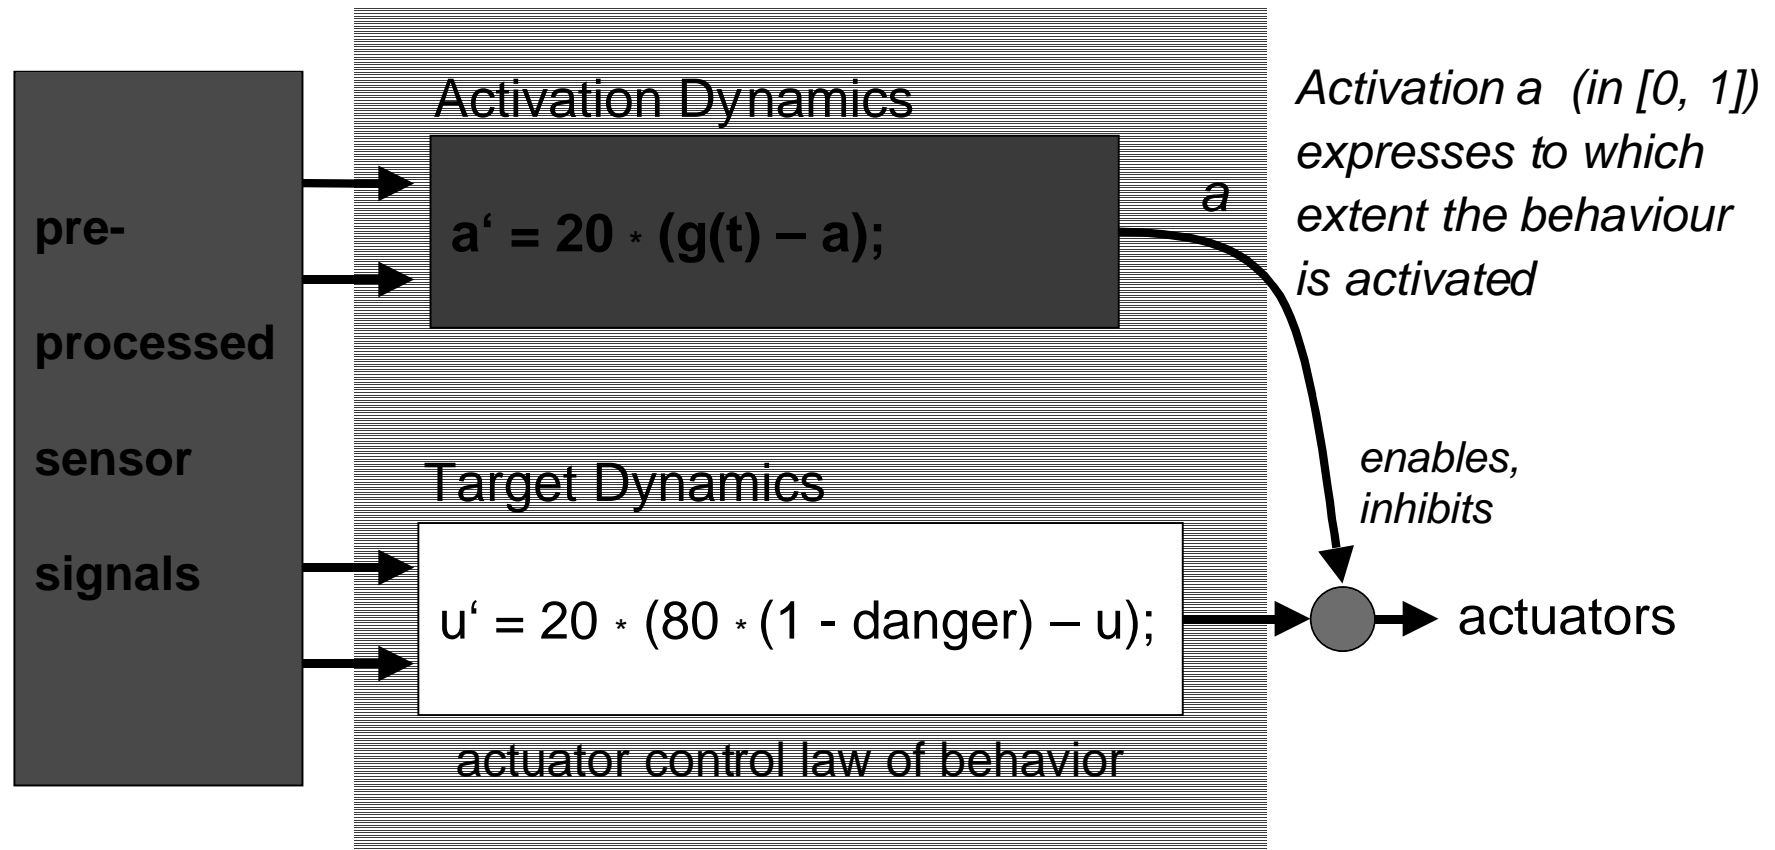 pre-
processed
sensor
signals
Activation Dynamics
a‘ = 20 * (g(t) – a);
a
Activation a (in [0, 1])
expresses to which
extent the behaviour
is activated
enables,
inhibits
Target Dynamics
u‘ = 20 * (80 * (1 - danger) – u);
actuators
actuator control law of behavior